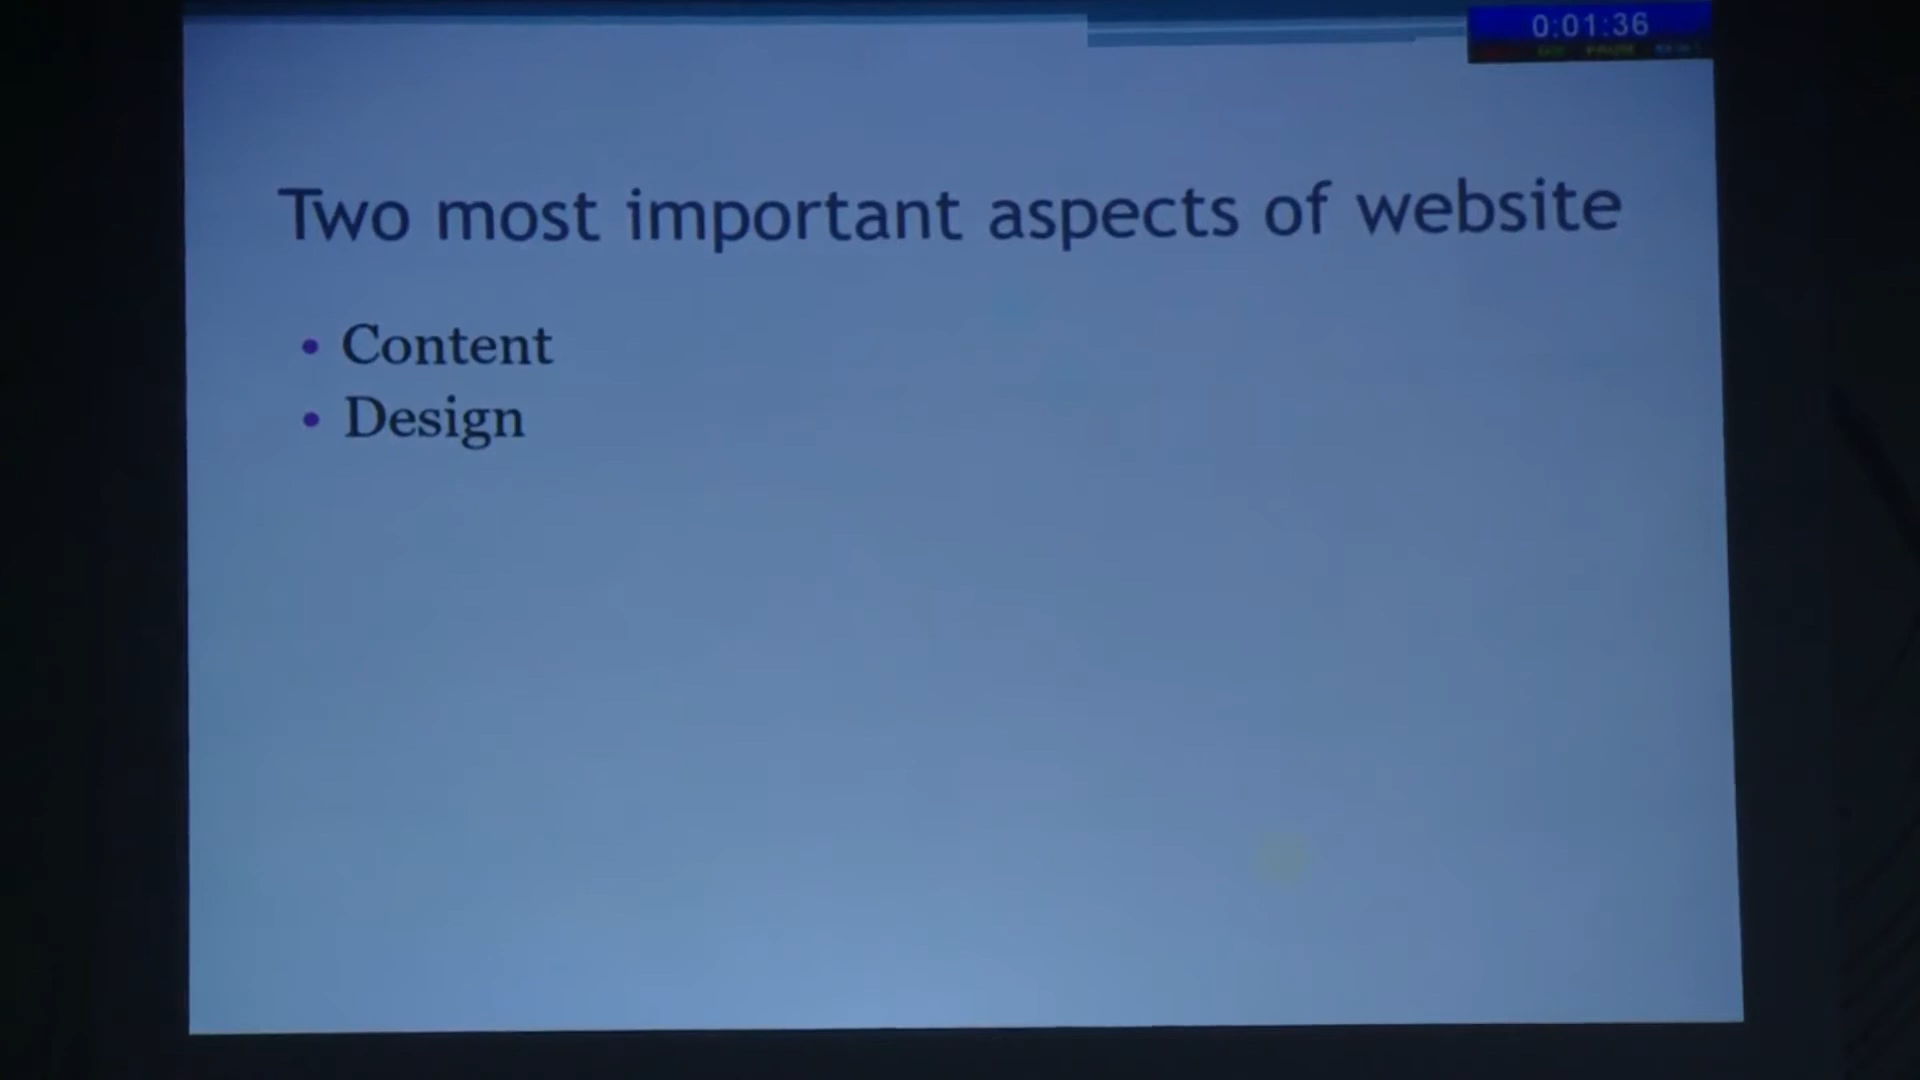 0:01:36
Two most important aspects of website
• Content
• Design